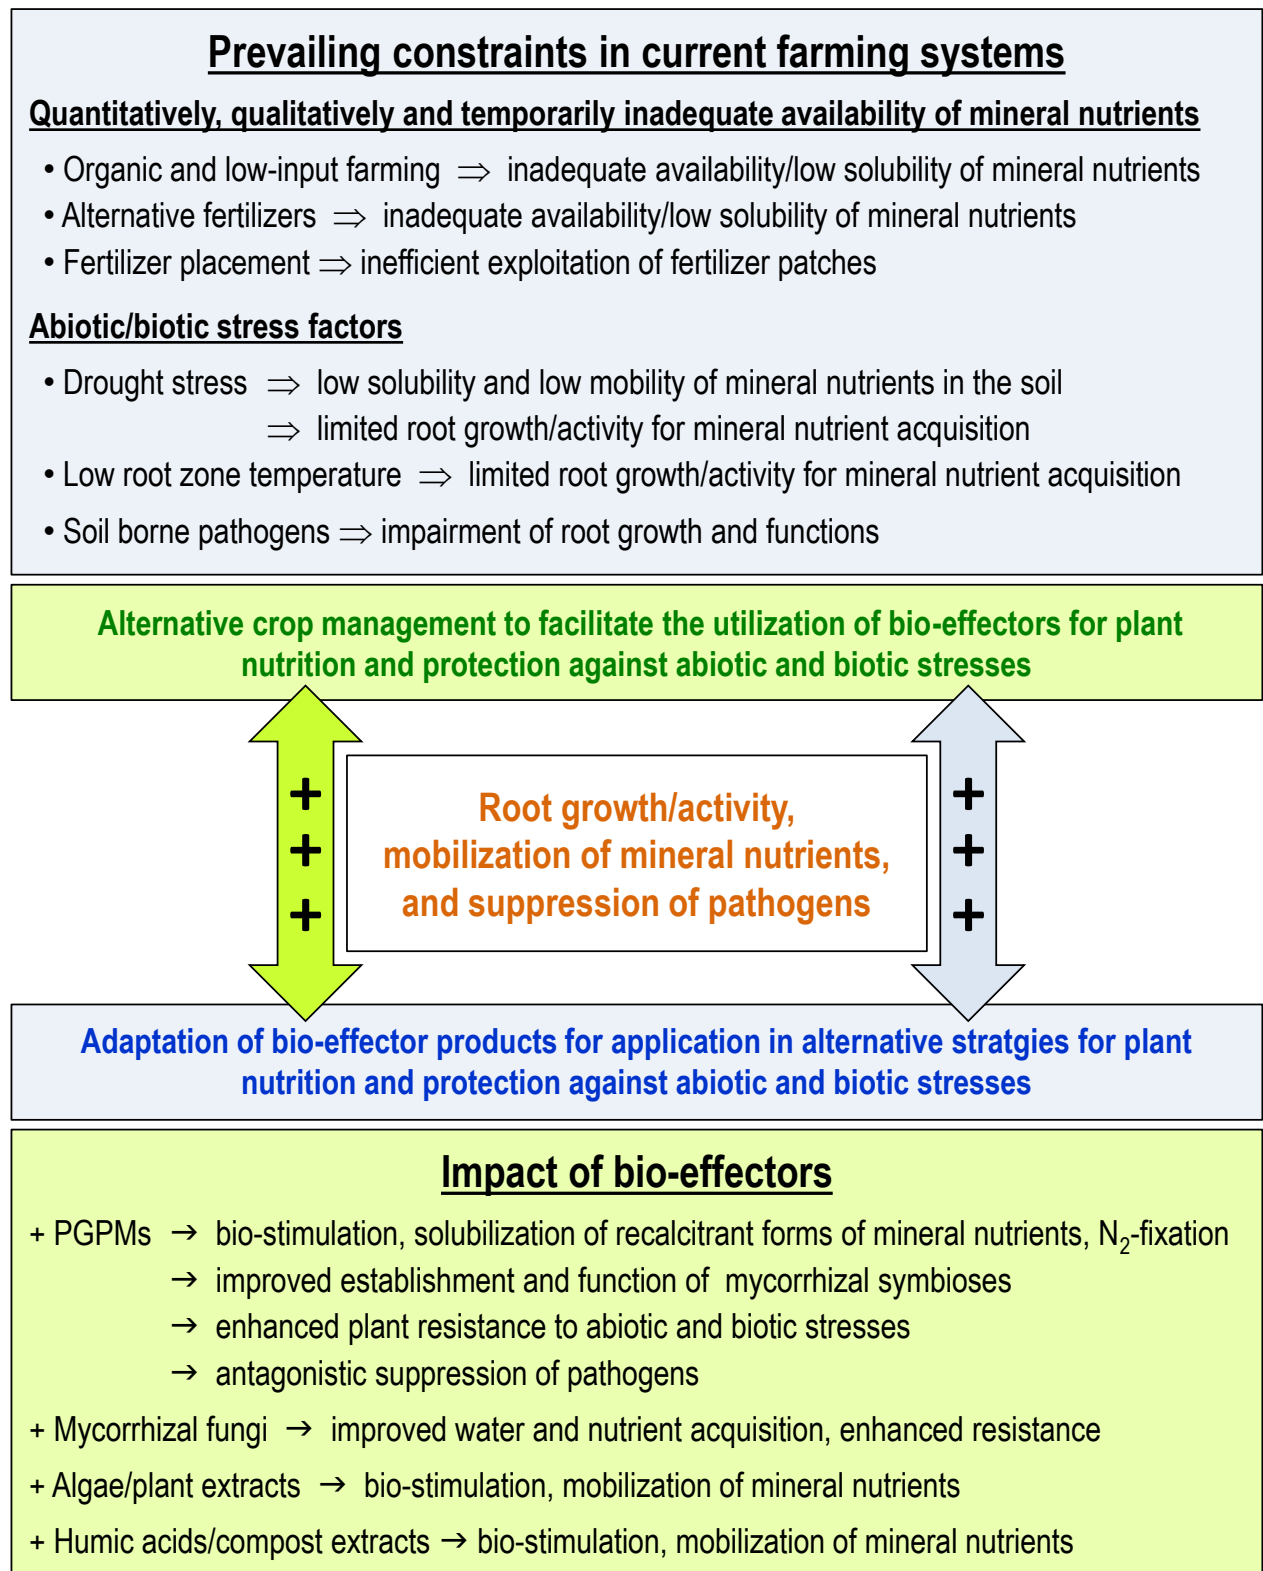 Prevailing constraints in current farming systems
Quantitatively, qualitatively and temporarily inadequate availability of mineral nutrients
• Organic and low-input farming ⇒ inadequate availability/low solubility of mineral nutrients
• Alternative fertilizers ⇒ inadequate availability/low solubility of mineral nutrients
• Fertilizer placement ⇒ inefficient exploitation of fertilizer patches
Abiotic/biotic stress factors
• Drought stress ⇒ low solubility and low mobility of mineral nutrients in the soil
⇒ limited root growth/activity for mineral nutrient acquisition
• Low root zone temperature ⇒ limited root growth/activity for mineral nutrient acquisition
• Soil borne pathogens ⇒ impairment of root growth and functions
Alternative crop management to facilitate the utilization of bio-effectors for plant
nutrition and protection against abiotic and biotic stresses
+
+
+
Root growth/activity,
mobilization of mineral nutrients,
and suppression of pathogens
+
+
+
Adaptation of bio-effector products for application in alternative stratgies for plant
nutrition and protection against abiotic and biotic stresses
Impact of bio-effectors
+ PGPMs → bio-stimulation, solubilization of recalcitrant forms of mineral nutrients, N₂-fixation
→ improved establishment and function of mycorrhizal symbioses
→ enhanced plant resistance to abiotic and biotic stresses
→ antagonistic suppression of pathogens
+ Mycorrhizal fungi → improved water and nutrient acquisition, enhanced resistance
+ Algae/plant extracts → bio-stimulation, mobilization of mineral nutrients
+ Humic acids/compost extracts → bio-stimulation, mobilization of mineral nutrients